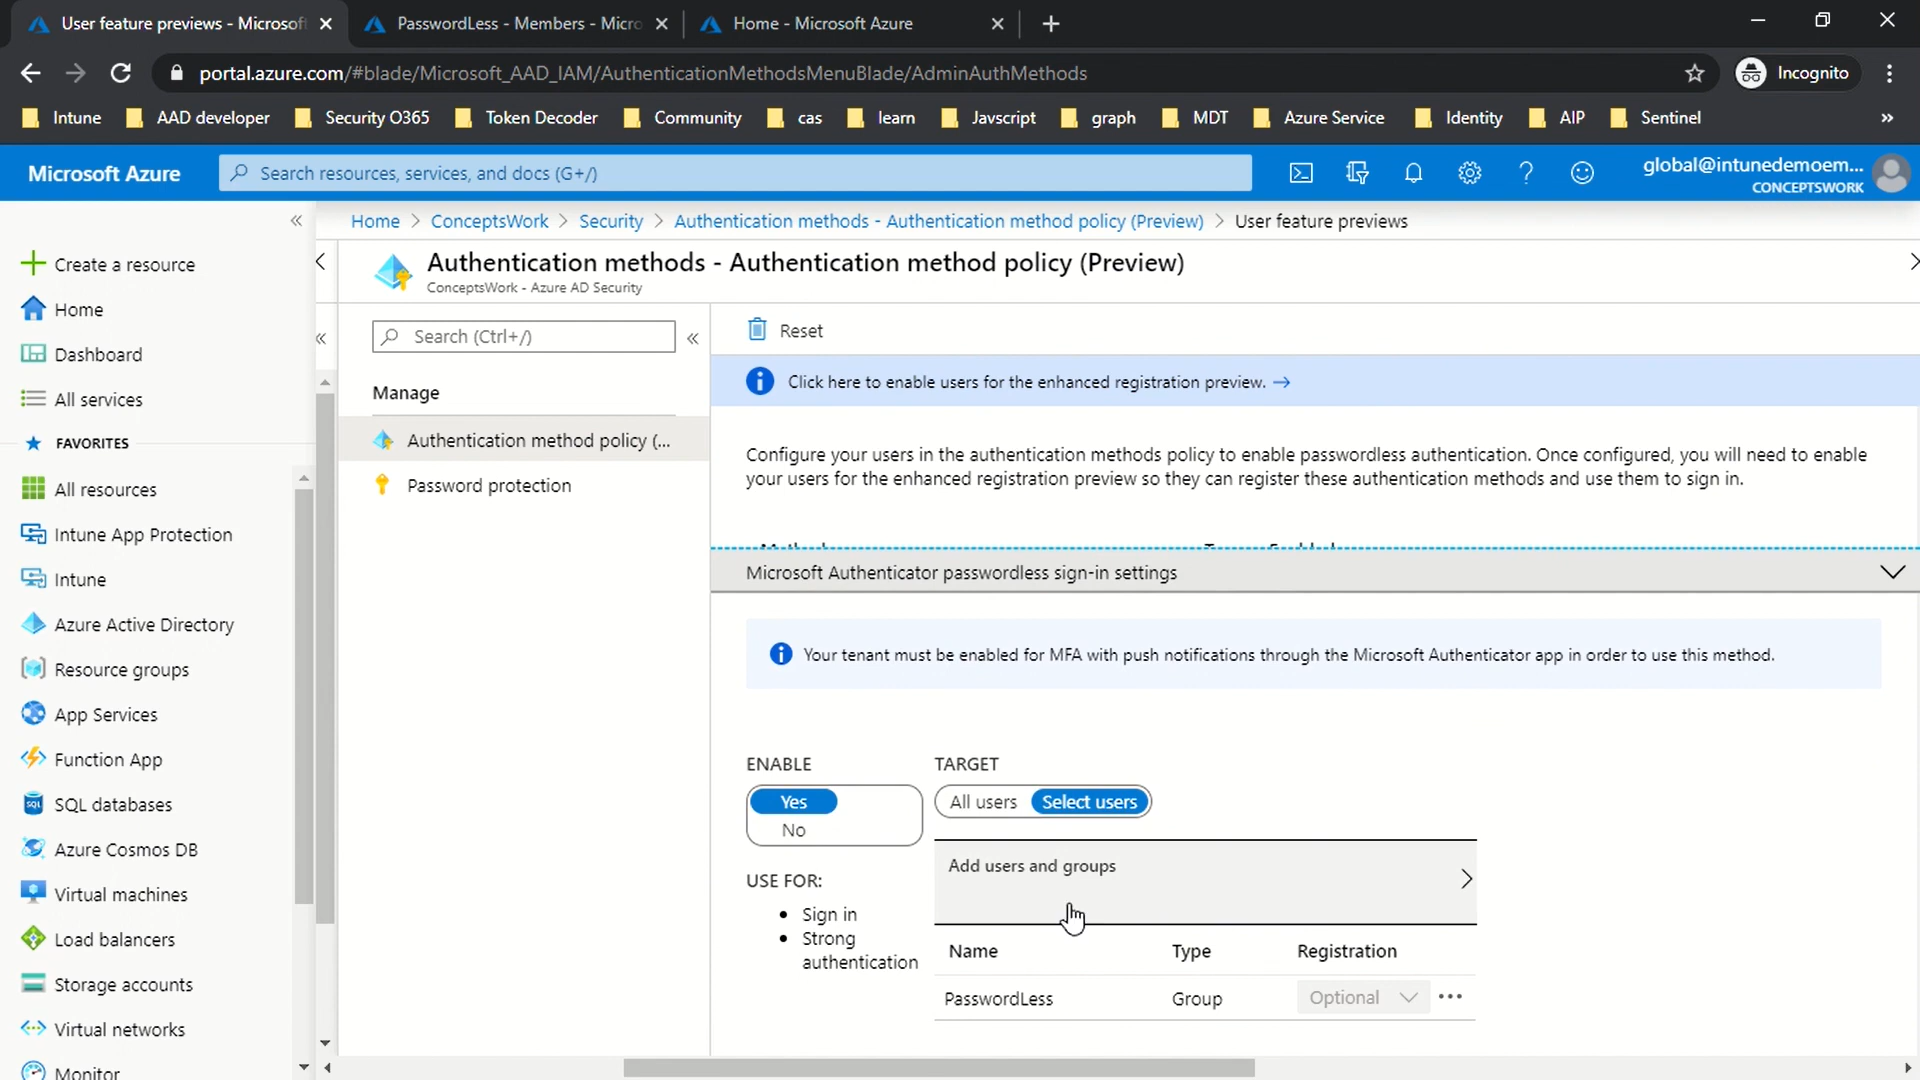 User feature previews - Microsof
PasswordLess - Members - Micro
Home - Microsoft Azure
portal.azure.com/#blade/Microsoft_AAD_IAM/AuthenticationMethodsMenuBlade/AdminAuthMethods
Incognito
Intune
AAD developer
Security O365
Token Decoder
Community
cas
learn
Javscript
graph
MDT
Azure Service
Identity
AIP
Sentinel
»
Microsoft Azure
Search resources, services, and docs (G+/)
global@intunedemoem...
CONCEPTSWORK
Home > ConceptsWork > Security > Authentication methods - Authentication method policy (Preview) > User feature previews
Create a resource
Home
Dashboard
All services
FAVORITES
All resources
Intune App Protection
Intune
Azure Active Directory
Resource groups
App Services
Function App
SQL databases
Azure Cosmos DB
Virtual machines
Load balancers
Storage accounts
Virtual networks
Monitor
Authentication methods - Authentication method policy (Preview)
ConceptsWork - Azure AD Security
Search (Ctrl+/)
Manage
Authentication method policy (...
Password protection
Reset
Click here to enable users for the enhanced registration preview. →
Configure your users in the authentication methods policy to enable passwordless authentication. Once configured, you will need to enable
your users for the enhanced registration preview so they can register these authentication methods and use them to sign in.
Microsoft Authenticator passwordless sign-in settings
Your tenant must be enabled for MFA with push notifications through the Microsoft Authenticator app in order to use this method.
ENABLE
Yes
No
USE FOR:
• Sign in
• Strong
authentication
TARGET
All users
Select users
Add users and groups
Name Type Registration
PasswordLess Group Optional •••